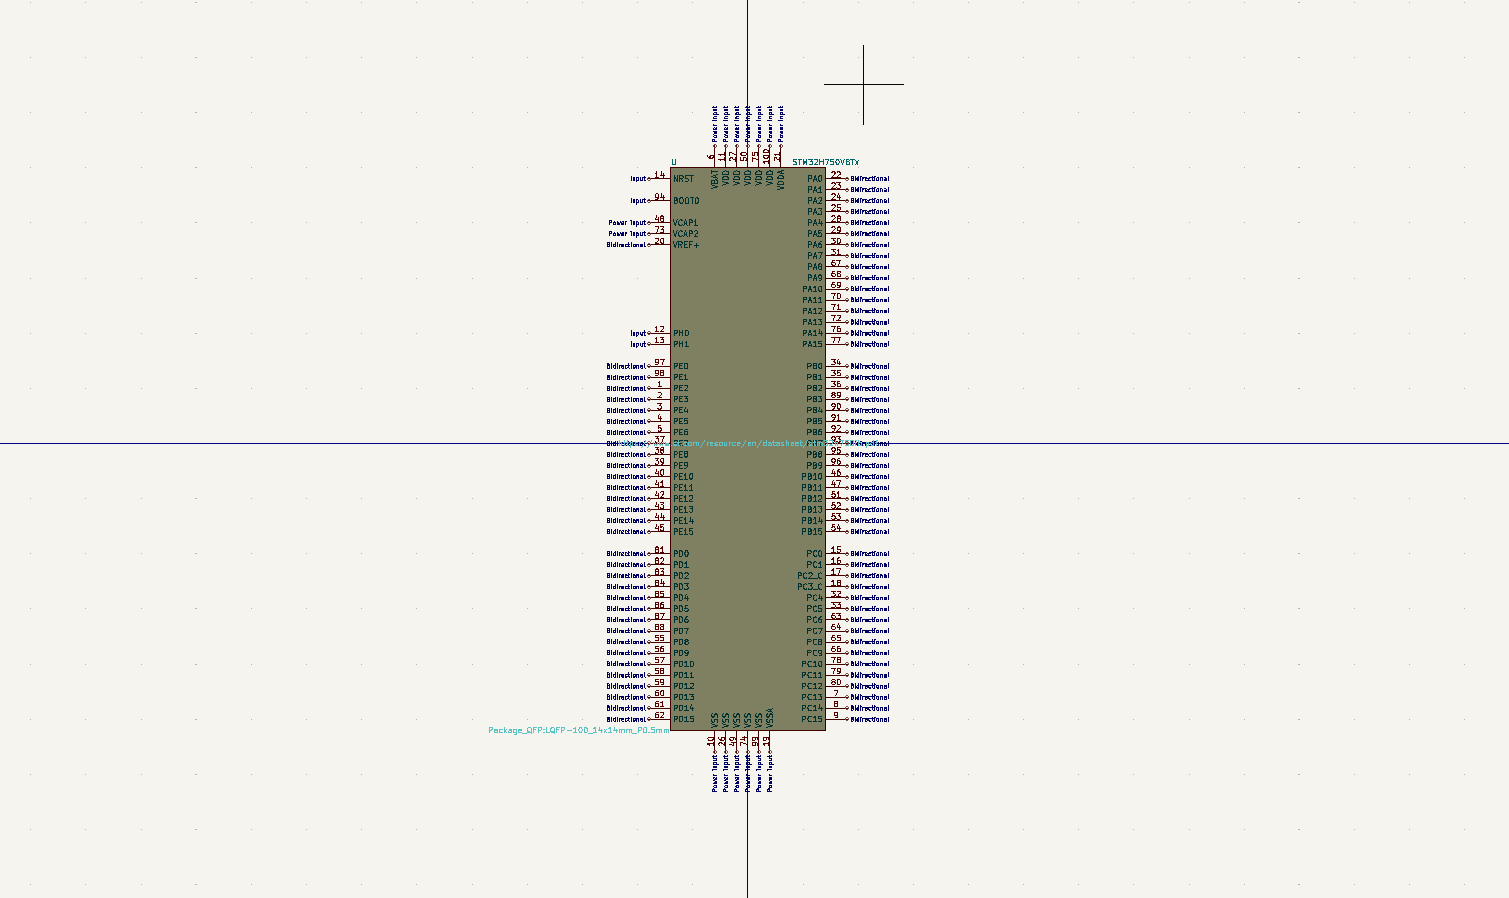 Power Input Power Input Power Input Power Input Power Input Power Input Power Input
6 11 27 50 75 100 21
U STM32H750VBTx
VBAT VDD VDD VDD VDD VDD VDDA
Input 14 NRST PA0 22 Bidirectional
PA1 23 Bidirectional
Input 94 BOOT0 PA2 24 Bidirectional
PA3 25 Bidirectional
Power Input 48 VCAP1 PA4 28 Bidirectional
Power Input 73 VCAP2 PA5 29 Bidirectional
Bidirectional 20 VREF+ PA6 30 Bidirectional
PA7 31 Bidirectional
PA8 67 Bidirectional
PA9 68 Bidirectional
PA10 69 Bidirectional
PA11 70 Bidirectional
PA12 71 Bidirectional
PA13 72 Bidirectional
Input 12 PH0 PA14 76 Bidirectional
Input 13 PH1 PA15 77 Bidirectional
Bidirectional 97 PE0 PB0 34 Bidirectional
Bidirectional 98 PE1 PB1 35 Bidirectional
Bidirectional 1 PE2 PB2 36 Bidirectional
Bidirectional 2 PE3 PB3 89 Bidirectional
Bidirectional 3 PE4 PB4 90 Bidirectional
Bidirectional 4 PE5 PB5 91 Bidirectional
Bidirectional 5 PE6 PB6 92 Bidirectional
Bidirectional 37 .com/resource/en/datasheet/ 93 Bidirectional
Bidirectional 38 PE8 PB8 95 Bidirectional
Bidirectional 39 PE9 PB9 96 Bidirectional
Bidirectional 40 PE10 PB10 46 Bidirectional
Bidirectional 41 PE11 PB11 47 Bidirectional
Bidirectional 42 PE12 PB12 51 Bidirectional
Bidirectional 43 PE13 PB13 52 Bidirectional
Bidirectional 44 PE14 PB14 53 Bidirectional
Bidirectional 45 PE15 PB15 54 Bidirectional
Bidirectional 81 PD0 PC0 15 Bidirectional
Bidirectional 82 PD1 PC1 16 Bidirectional
Bidirectional 83 PD2 PC2_C 17 Bidirectional
Bidirectional 84 PD3 PC3_C 18 Bidirectional
Bidirectional 85 PD4 PC4 32 Bidirectional
Bidirectional 86 PD5 PC5 33 Bidirectional
Bidirectional 87 PD6 PC6 63 Bidirectional
Bidirectional 88 PD7 PC7 64 Bidirectional
Bidirectional 55 PD8 PC8 65 Bidirectional
Bidirectional 56 PD9 PC9 66 Bidirectional
Bidirectional 57 PD10 PC10 78 Bidirectional
Bidirectional 58 PD11 PC11 79 Bidirectional
Bidirectional 59 PD12 PC12 80 Bidirectional
Bidirectional 60 PD13 PC13 7 Bidirectional
Bidirectional 61 PD14 PC14 8 Bidirectional
Bidirectional 62 PD15 PC15 9 Bidirectional
VSS VSS VSS VSS VSS VSSA
Package_QFP:LQFP-100_14x14mm_P0.5mm
10 26 49 74 99 19
Power Input Power Input Power Input Power Input Power Input Power Input